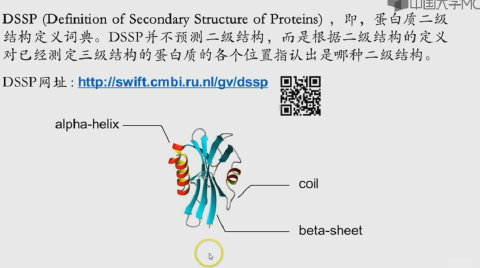 中国大学MO
DSSP (Definition of Secondary Structure of Proteins) ，即，蛋白质二级
结构定义词典。DSSP并不预测二级结构，而是根据二级结构的定义
对已经测定三级结构的蛋白质的各个位置指认出是哪种二级结构。
DSSP网址：http://swift.cmbi.ru.nl/gv/dssp
alpha-helix
coil
beta-sheet